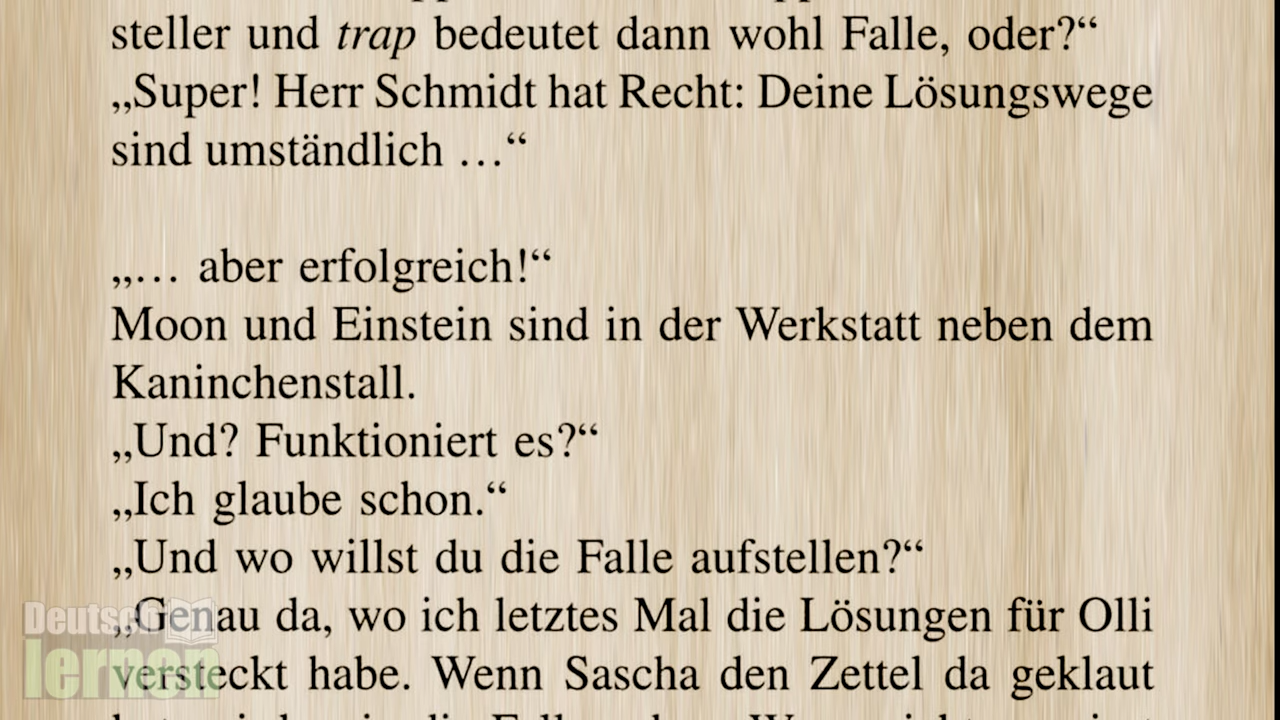 steller und trap bedeutet dann wohl Falle, oder?“
„Super! Herr Schmidt hat Recht: Deine Lösungswege
sind umständlich …“
„… aber erfolgreich!“
Moon und Einstein sind in der Werkstatt neben dem
Kaninchenstall.
„Und? Funktioniert es?“
„Ich glaube schon.“
„Und wo willst du die Falle aufstellen?“
„Genau da, wo ich letztes Mal die Lösungen für Olli
versteckt habe. Wenn Sascha den Zettel da geklaut
Deutsch
lernen